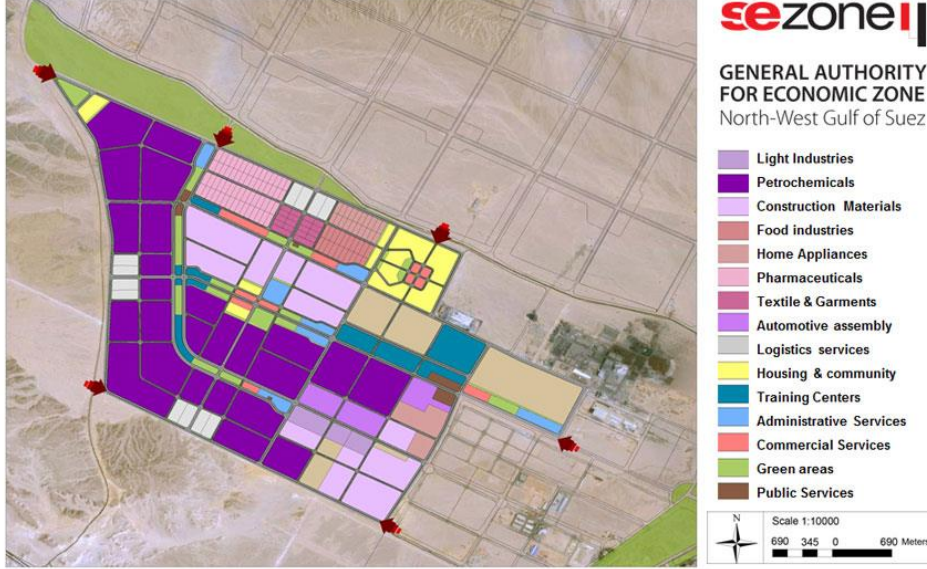 sezone
GENERAL AUTHORITY
FOR ECONOMIC ZONE
North-West Gulf of Suez
Light Industries
Petrochemicals
Construction Materials
Food industries
Home Appliances
Pharmaceuticals
Textile & Garments
Automotive assembly
Logistics services
Housing & community
Training Centers
Administrative Services
Commercial Services
Green areas
Public Services
N
Scale 1:10000
690 345 0 690 Meters